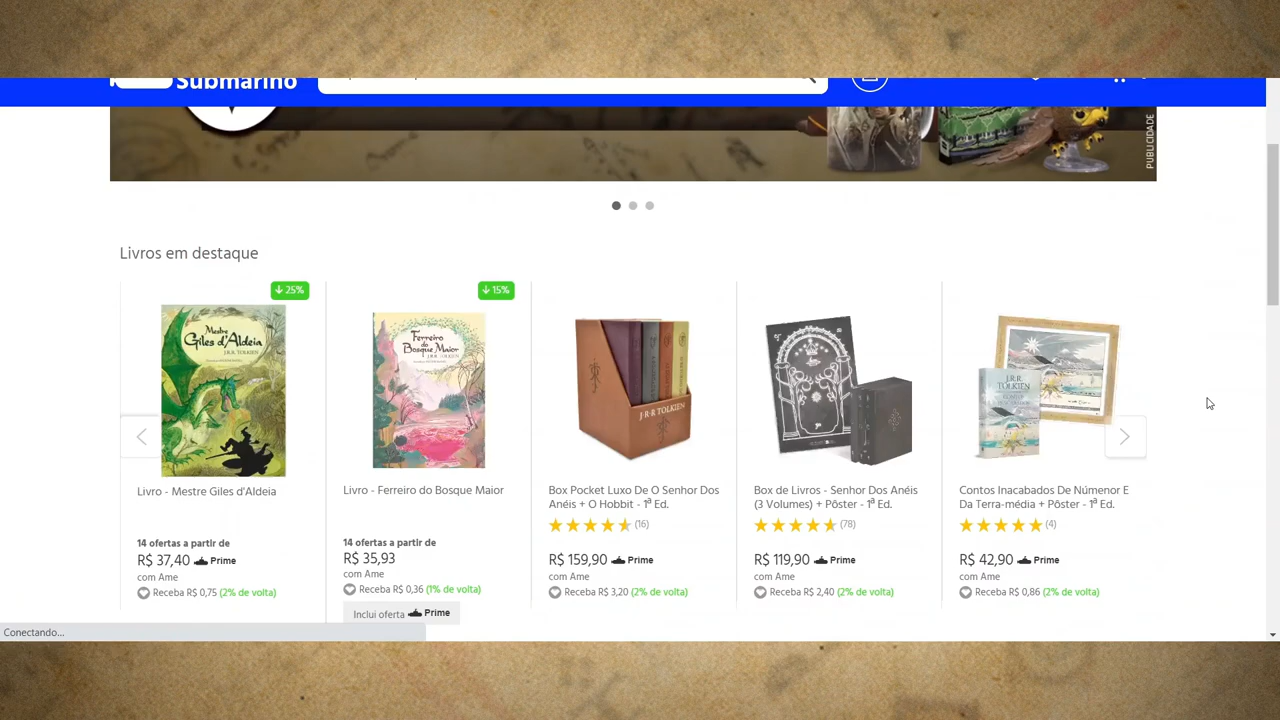 Submarino
PUBLICIDADE
Livros em destaque
25%
15%
Mestre
Giles d'Aldeia
J.R.R. TOLKIEN
Ferreiro
do
Bosque Maior
J.R.R. TOLKIEN
J·R·R TOLKIEN
J.R.R.
TOLKIEN
Livro - Mestre Giles d'Aldeia
14 ofertas a partir de
R$ 37,40 Prime
com Ame
Receba R$ 0,75 (2% de volta)
Livro - Ferreiro do Bosque Maior
14 ofertas a partir de
R$ 35,93
com Ame
Receba R$ 0,36 (1% de volta)
Inclui oferta Prime
Box Pocket Luxo De O Senhor Dos
Anéis + O Hobbit - 1ª Ed.
(16)
R$ 159,90 Prime
com Ame
Receba R$ 3,20 (2% de volta)
Box de Livros - Senhor Dos Anéis
(3 Volumes) + Pôster - 1ª Ed.
(78)
R$ 119,90 Prime
com Ame
Receba R$ 2,40 (2% de volta)
Contos Inacabados De Númenor E
Da Terra-média + Pôster - 1ª Ed.
(4)
R$ 42,90 Prime
com Ame
Receba R$ 0,86 (2% de volta)
Conectando...